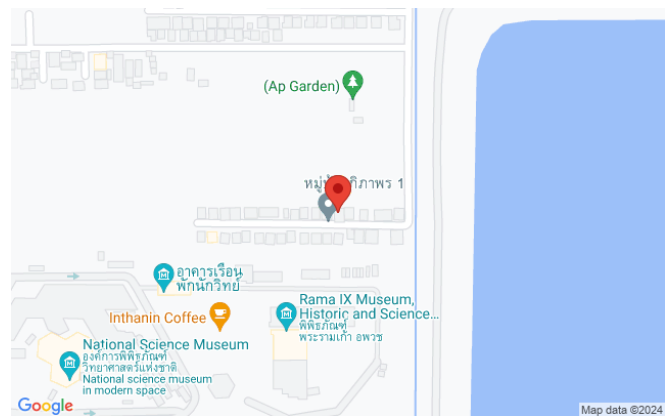 (Ap Garden)
1
อาคารเรือน
พักนักวิทย์
Inthanin Coffee
Rama IX Museum,
Historic and Science...
พิพิธภัณฑ์
พระรามเก้า อพวช
National Science Museum
องค์การพิพิธภัณฑ์
วิทยาศาสตร์แห่งชาติ
National science museum
in modern space
Google
Map data ©2024